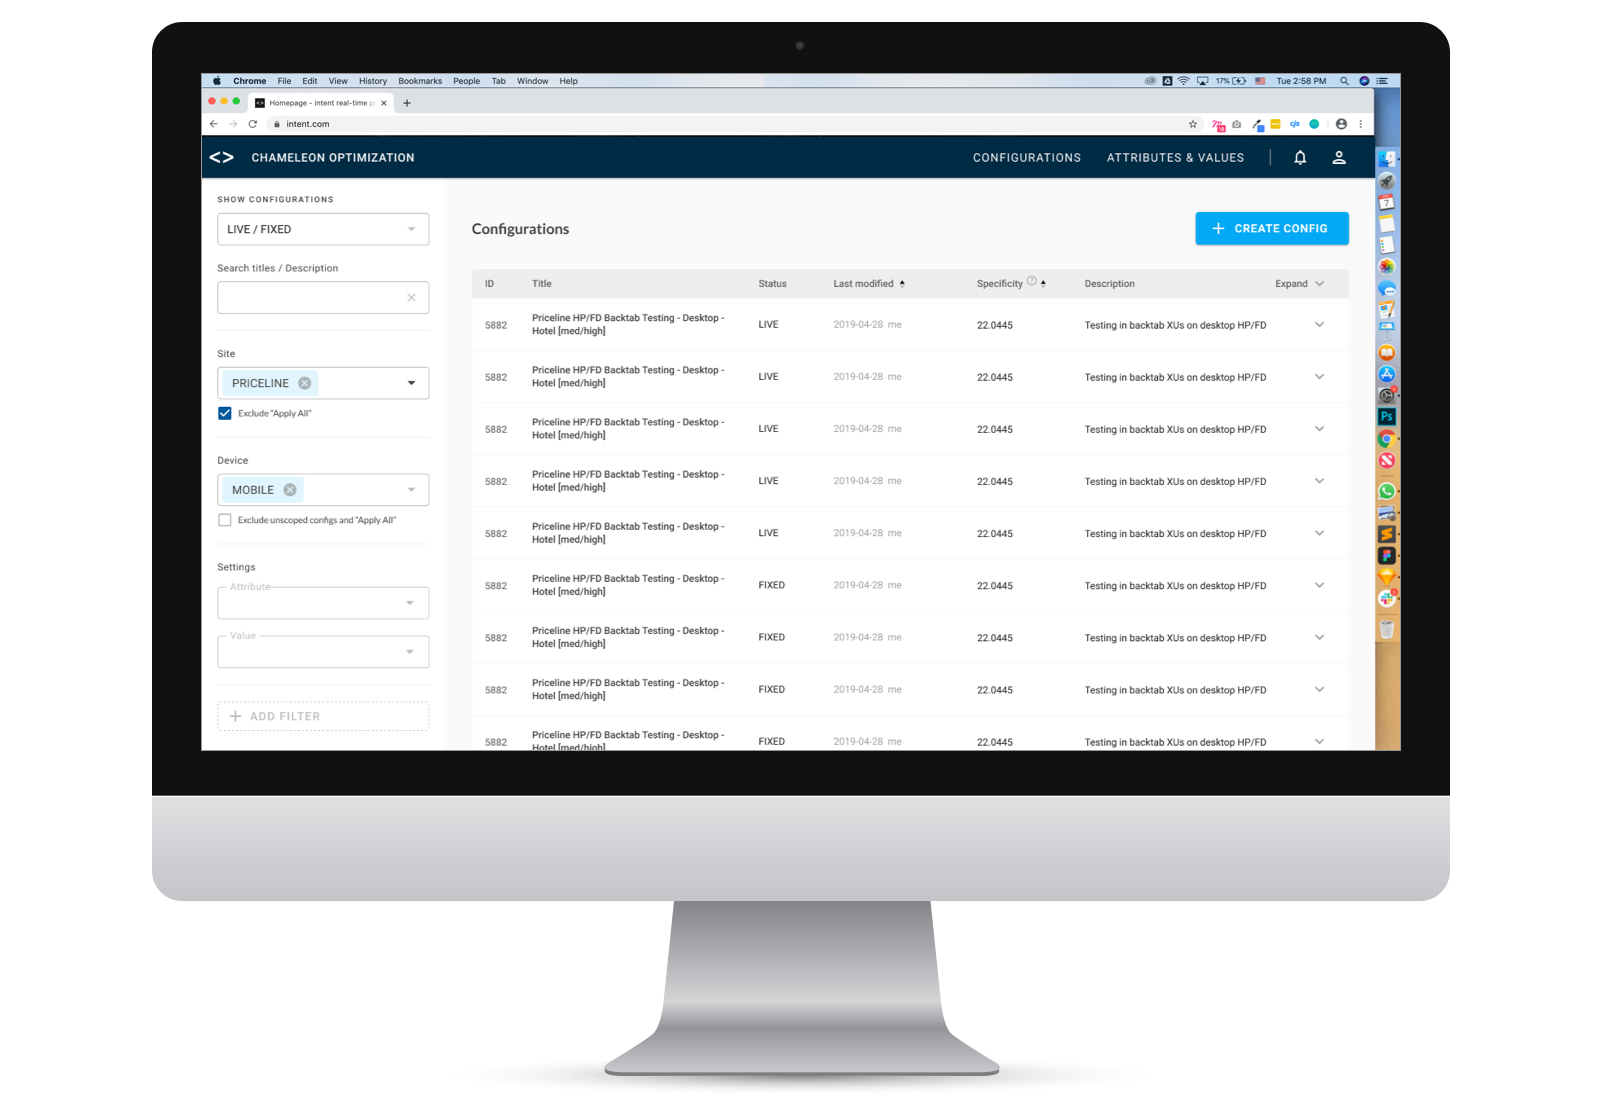 Chrome File Edit View History Bookmarks People Tab Window Help 17% Tue 2:58 PM
Homepage - intent real-time p
intent.com
<> CHAMELEON OPTIMIZATION CONFIGURATIONS ATTRIBUTES & VALUES
SHOW CONFIGURATIONS
LIVE / FIXED
Search titles / Description
Site
PRICELINE
Exclude "Apply All"
Device
MOBILE
Exclude unscoped configs and "Apply All"
Settings
Attribute
Value
+ ADD FILTER
Configurations
+ CREATE CONFIG
ID Title Status Last modified Specificity ? Description Expand
5882 Priceline HP/FD Backtab Testing - Desktop - LIVE 2019-04-28 me 22.0445 Testing in backtab XUs on desktop HP/FD
Hotel [med/high]
5882 Priceline HP/FD Backtab Testing - Desktop - LIVE 2019-04-28 me 22.0445 Testing in backtab XUs on desktop HP/FD
Hotel [med/high]
5882 Priceline HP/FD Backtab Testing - Desktop - LIVE 2019-04-28 me 22.0445 Testing in backtab XUs on desktop HP/FD
Hotel [med/high]
5882 Priceline HP/FD Backtab Testing - Desktop - LIVE 2019-04-28 me 22.0445 Testing in backtab XUs on desktop HP/FD
Hotel [med/high]
5882 Priceline HP/FD Backtab Testing - Desktop - LIVE 2019-04-28 me 22.0445 Testing in backtab XUs on desktop HP/FD
Hotel [med/high]
5882 Priceline HP/FD Backtab Testing - Desktop - FIXED 2019-04-28 me 22.0445 Testing in backtab XUs on desktop HP/FD
Hotel [med/high]
5882 Priceline HP/FD Backtab Testing - Desktop - FIXED 2019-04-28 me 22.0445 Testing in backtab XUs on desktop HP/FD
Hotel [med/high]
5882 Priceline HP/FD Backtab Testing - Desktop - FIXED 2019-04-28 me 22.0445 Testing in backtab XUs on desktop HP/FD
Hotel [med/high]
5882 Priceline HP/FD Backtab Testing - Desktop - FIXED 2019-04-28 me 22.0445 Testing in backtab XUs on desktop HP/FD
Hotel [med/high]
7
Ps